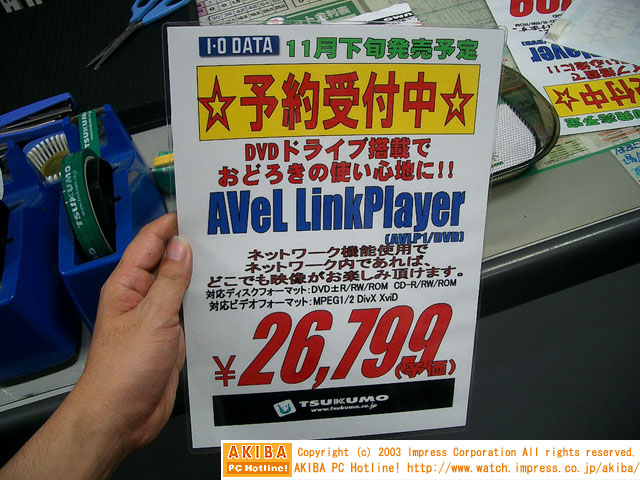 I-O DATA 11月下旬発売予定
☆予約受付中☆
DVDドライブ搭載で
おどろきの使い心地に!!
AVeL LinkPlayer
(AVLP1/DVD)
ネットワーク機能使用で
ネットワーク内であれば、
どこでも映像がお楽しみ頂けます。
対応ディスクフォーマット:DVD±R/RW/ROM CD-R/RW/ROM
対応ビデオフォーマット:MPEG1/2 DivX XviD
¥26,799
TSUKUMO
www.tsukumo.co.jp
AKIBA
PC Hotline!
Copyright (c) 2003 Impress Corporation All rights reserved.
AKIBA PC Hotline! http://www.watch.impress.co.jp/akiba/